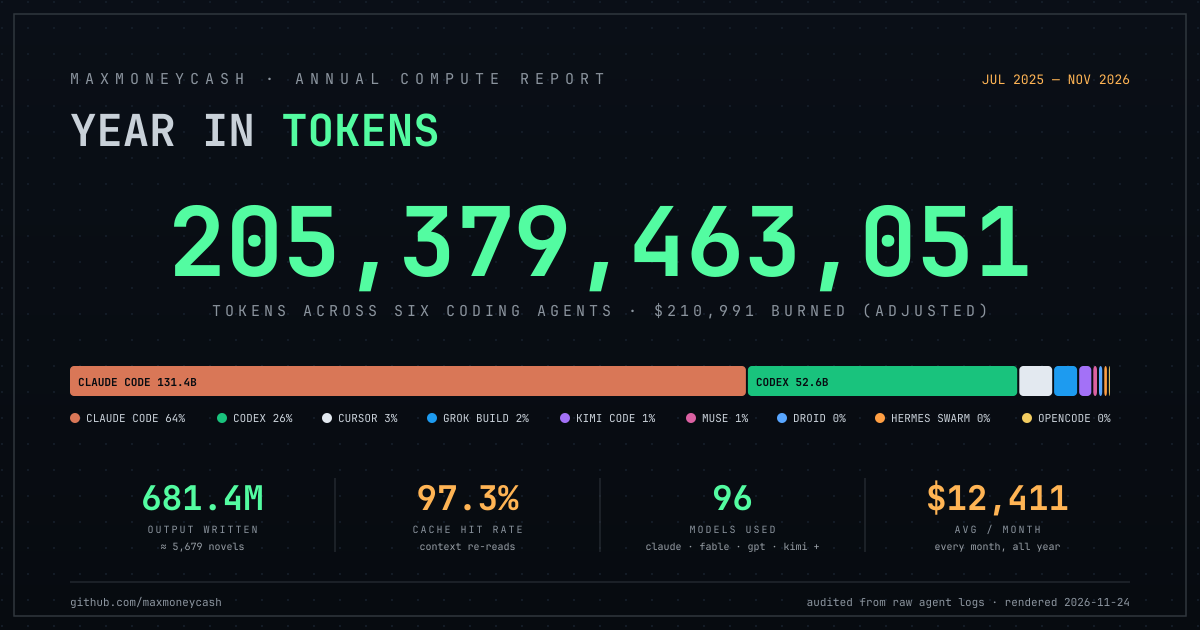 MAXMONEYCASH · ANNUAL COMPUTE REPORT
JUL 2025 — NOV 2026
YEAR IN TOKENS
205,379,463,051
TOKENS ACROSS SIX CODING AGENTS · $210,991 BURNED (ADJUSTED)
CLAUDE CODE 131.4B
CODEX 52.6B
CLAUDE CODE 64% CODEX 26% CURSOR 3% GROK BUILD 2% KIMI CODE 1% MUSE 1% DROID 0% HERMES SWARM 0% OPENCODE 0%
681.4M
OUTPUT WRITTEN
≈ 5,679 novels
97.3%
CACHE HIT RATE
context re-reads
96
MODELS USED
claude · fable · gpt · kimi +
$12,411
AVG / MONTH
every month, all year
github.com/maxmoneycash
audited from raw agent logs · rendered 2026-11-24